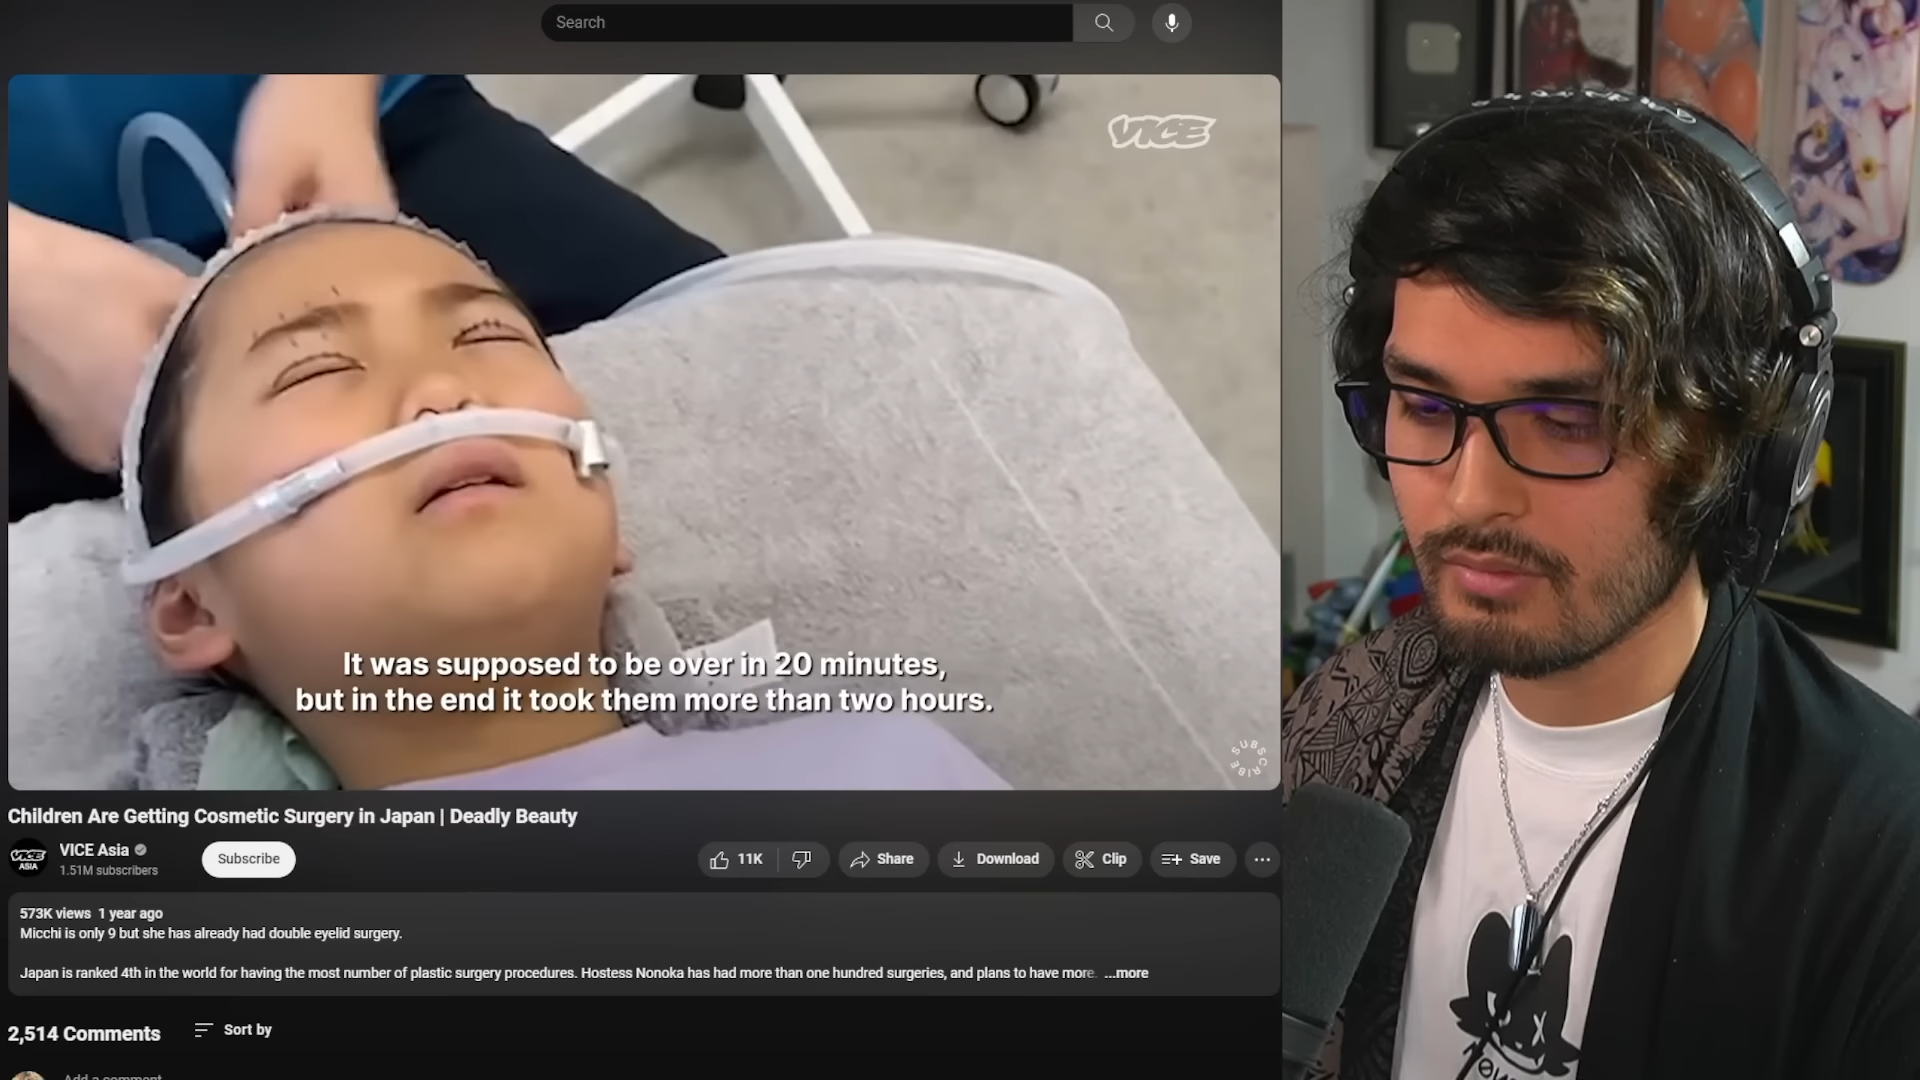 Search
VICE
It was supposed to be over in 20 minutes,
but in the end it took them more than two hours.
SUBSCRIBE
Children Are Getting Cosmetic Surgery in Japan | Deadly Beauty
VICE ASIA
VICE Asia
1.51M subscribers
Subscribe
11K
Share
Download
Clip
Save
573K views 1 year ago
Micchi is only 9 but she has already had double eyelid surgery.
Japan is ranked 4th in the world for having the most number of plastic surgery procedures. Hostess Nonoka has had more than one hundred surgeries, and plans to have more. ...more
2,514 Comments
Sort by
Add a comment